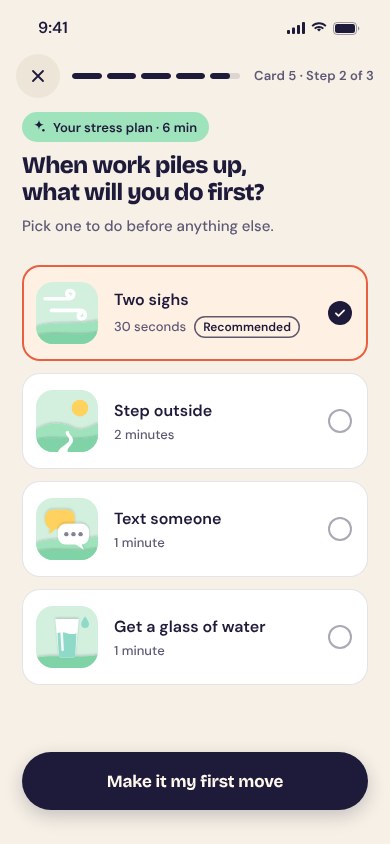 9:41
Card 5 · Step 2 of 3
Your stress plan · 6 min
When work piles up,
what will you do first?
Pick one to do before anything else.
Two sighs
30 seconds Recommended
Step outside
2 minutes
Text someone
1 minute
Get a glass of water
1 minute
Make it my first move